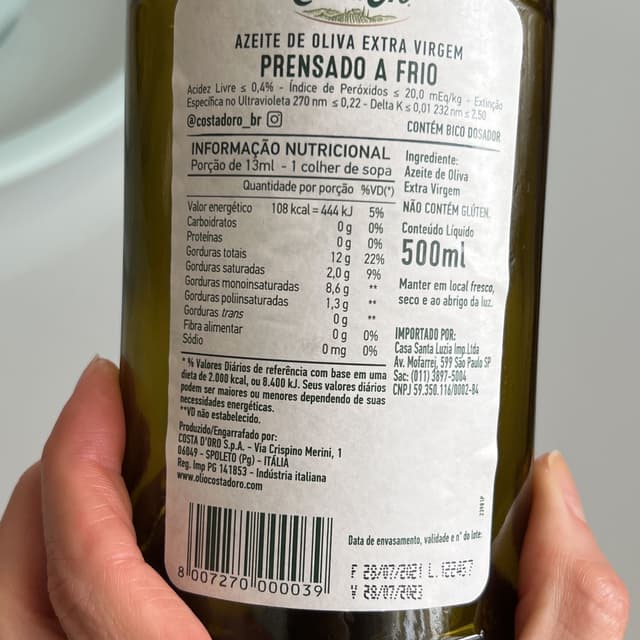 AZEITE DE OLIVA EXTRA VIRGEM
PRENSADO A FRIO
Acidez Livre ≤ 0,4% - Índice de Peróxidos ≤ 20,0 mEq/kg - Extinção
Específica no Ultravioleta 270 nm ≤ 0,22 - Delta K ≤ 0,01 232 nm ≤ 2,50
@costadoro_br
CONTÉM BICO DOSADOR
INFORMAÇÃO NUTRICIONAL
Porção de 13ml - 1 colher de sopa
Quantidade por porção %VD(*)
Valor energético 108 kcal = 444 kJ 5%
Carboidratos 0 g 0%
Proteínas 0 g 0%
Gorduras totais 12 g 22%
Gorduras saturadas 2,0 g 9%
Gorduras monoinsaturadas 8,6 g **
Gorduras poliinsaturadas 1,3 g **
Gorduras trans 0 g **
Fibra alimentar 0 g 0%
Sódio 0 mg 0%
* % Valores Diários de referência com base em uma
dieta de 2.000 kcal, ou 8.400 kJ. Seus valores diários
podem ser maiores ou menores dependendo de suas
necessidades energéticas.
**VD não estabelecido.
Produzido/Engarrafado por:
COSTA D'ORO S.p.A. - Via Crispino Merini, 1
06049 - SPOLETO (Pg) - ITÁLIA
Reg. Imp PG 141853 - Indústria italiana
www.oliocostadoro.com
8 007270 000039
Ingrediente:
Azeite de Oliva
Extra Virgem
NÃO CONTÉM GLÚTEN.
Conteúdo Líquido
500ml
Manter em local fresco,
seco e ao abrigo da luz.
IMPORTADO POR:
Casa Santa Luzia Imp.Ltda
Av. Mofarrej, 599 São Paulo SP
Sac: (011) 3897-5004
CNPJ 59.350.116/0002-84
Data de envasamento, validade e n° do lote:
F 28/07/2021 L.122457
V 28/07/2023